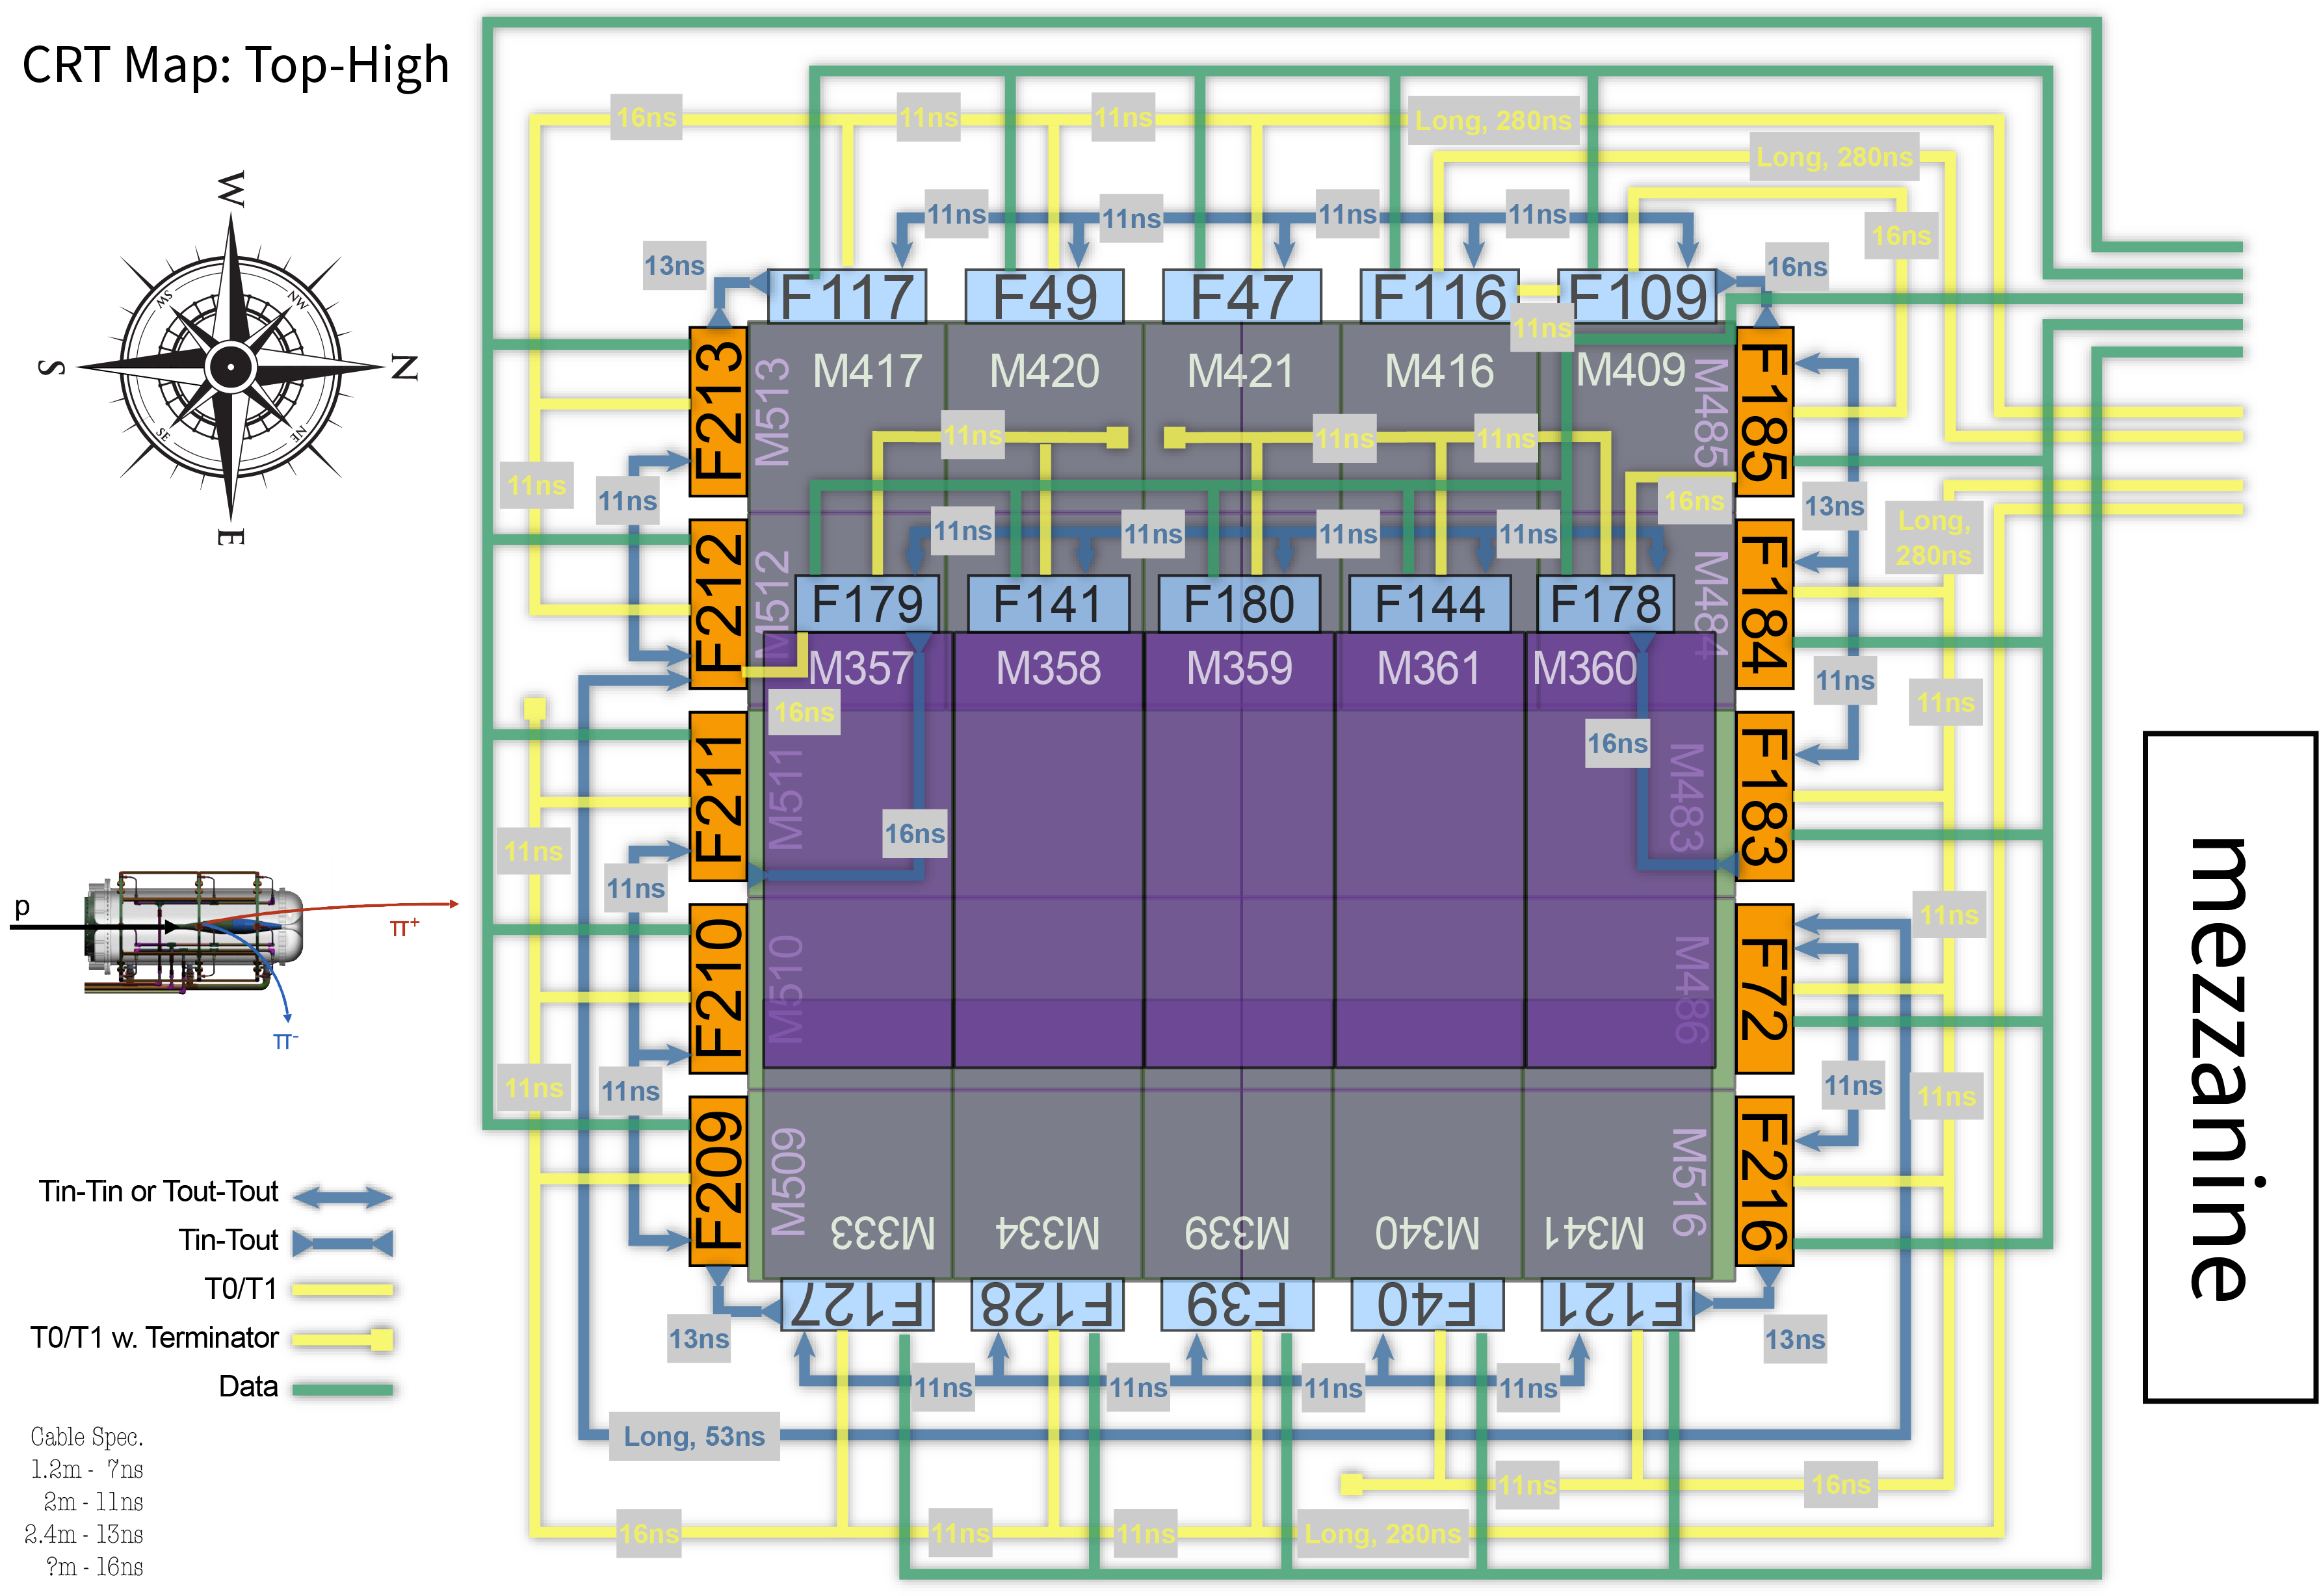 CRT Map: Top-High
16ns
11ns
11ns
Long, 280ns
Long, 280ns
11ns
11ns
11ns
11ns
16ns
13ns
16ns
W
SW
NW
S
N
SE
NE
E
F117
F49
F47
F116
F109
11ns
F213
M513
M417
M420
M421
M416
M409
M485
F185
11ns
11ns
11ns
11ns
11ns
16ns
13ns
Long,
280ns
11ns
11ns
11ns
11ns
F212
M512
F179
F141
F180
F144
F178
M484
F184
M357
M358
M359
M361
M360
16ns
11ns
11ns
16ns
16ns
F211
M511
M483
F183
11ns
11ns
p
π+
π-
F210
M510
M486
F72
11ns
11ns
11ns
11ns
11ns
mezzanine
F209
M509
M516
F216
M333
M334
M339
M340
M341
F127
F128
F39
F40
F121
13ns
13ns
11ns
11ns
11ns
11ns
Long, 53ns
11ns
16ns
16ns
11ns
11ns
Long, 280ns
Tin-Tin or Tout-Tout
Tin-Tout
T0/T1
T0/T1 w. Terminator
Data
Cable Spec.
1.2m - 7ns
2m - 11ns
2.4m - 13ns
?m - 16ns